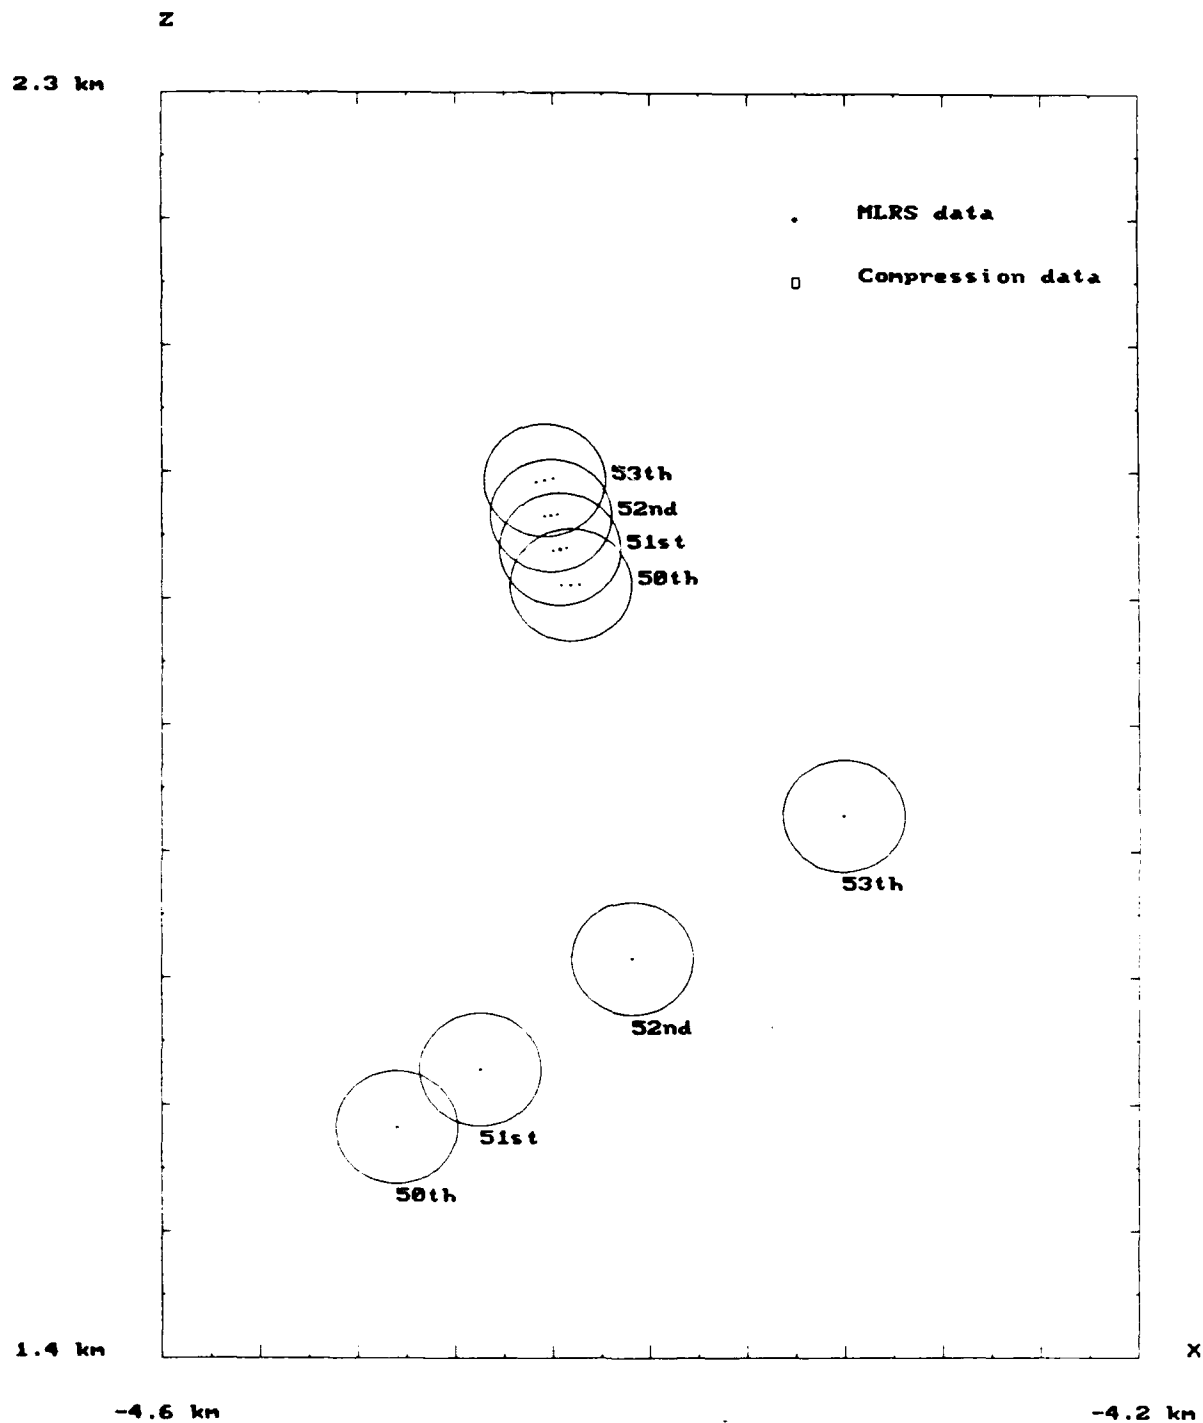 Z
2.3 km
MLRS data
Compression data
53th
52nd
51st
50th
53th
52nd
51st
50th
1.4 km
X
-4.6 km
-4.2 km